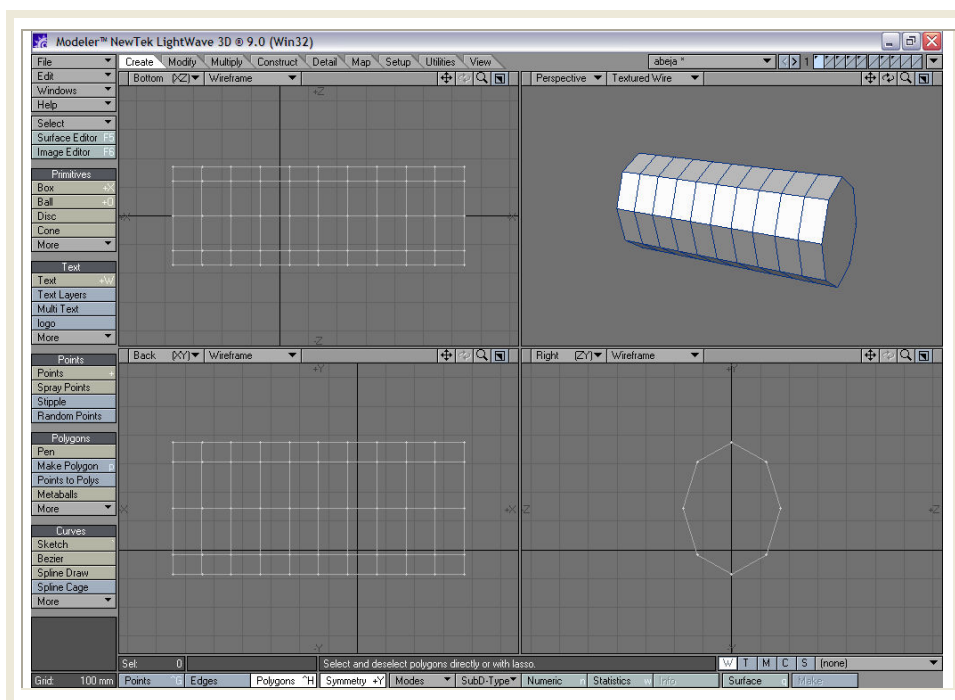 Modeler™ NewTek LightWave 3D ® 9.0 (Win32)
File Create Modify Multiply Construct Detail Map Setup Utilities View abeja * 1
Edit Bottom (XZ) Wireframe Perspective Textured Wire
Windows
Help
Select
Surface Editor F5
Image Editor F6
Primitives
Box +X
Ball +O
Disc
Cone
More
Text
Text +W
Text Layers
Multi Text
logo
More
+Z
-Z
Points Back (XY) Wireframe Right (ZY) Wireframe
Points +
Spray Points
Stipple
Random Points
Polygons
Pen
Make Polygon p
Points to Polys
Metaballs
More
+Y
+Y
-X
+X
-Z
+Z
-Y
Curves
Sketch
Bezier
Spline Draw
Spline Cage
More
Sel: 0 Select and deselect polygons directly or with lasso. W T M C S (none)
Grid: 100 mm Points ^G Edges Polygons ^H Symmetry +Y Modes SubD-Type Numeric n Statistics w Info Surface q Make